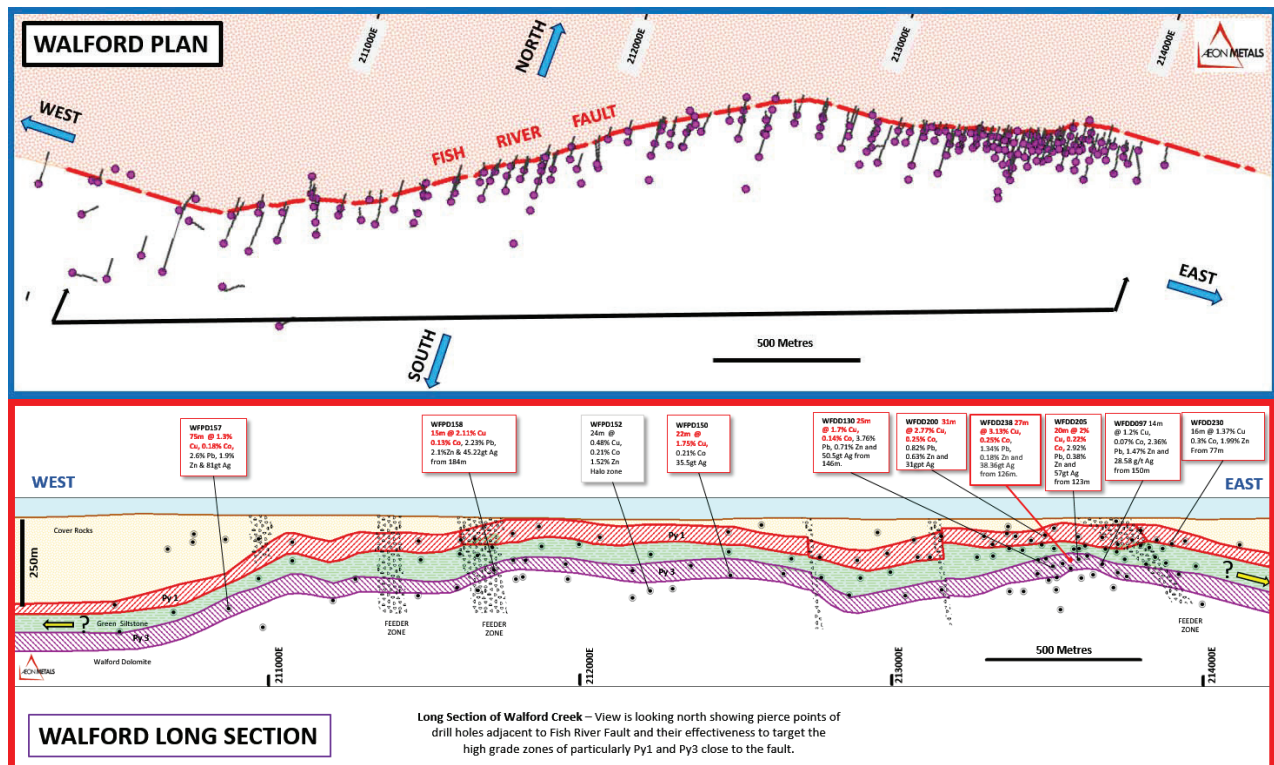 WALFORD PLAN
211000E
NORTH
212000E
213000E
214000E
AEON METALS
WEST
FISH RIVER FAULT
EAST
SOUTH
500 Metres
WFPD157
75m @ 1.3%
Cu, 0.18% Co,
2.6% Pb, 1.9%
Zn & 81gt Ag
WFPD158
15m @ 2.11% Cu
0.13% Co, 2.23% Pb,
2.1%Zn & 45.22gt Ag
from 184m
WFPD152
24m @
0.48% Cu,
0.21% Co
1.52% Zn
Halo zone
WFPD150
22m @
1.75% Cu,
0.21% Co
35.5gt Ag
WFDD130 25m
@ 1.7% Cu,
0.14% Co, 3.76%
Pb, 0.71% Zn and
50.5gt Ag from
146m.
WFDD200 31m
@ 2.77% Cu,
0.25% Co,
0.82% Pb,
0.63% Zn and
31gpt Ag
WFDD238 27m
@ 3.13% Cu,
0.25% Co,
1.34% Pb,
0.18% Zn and
38.36gt Ag
from 126m.
WFDD205
20m @ 2%
Cu, 0.22%
Co, 2.92%
Pb, 0.38%
Zn and
57gt Ag
from 123m
WFDD097 14m
@ 1.2% Cu,
0.07% Co, 2.36%
Pb, 1.47% Zn and
28.58 g/t Ag
from 150m
WFDD230
16m @ 1.37% Cu
0.3% Co, 1.99% Zn
From 77m
WEST
EAST
Cover Rocks
250m
Py 1
Py 1
Py 3
?
? Green Siltstone
Py 3
FEEDER
ZONE
FEEDER
ZONE
FEEDER
ZONE
Walford Dolomite
AEON METALS
211000E
212000E
213000E
214000E
500 Metres
WALFORD LONG SECTION
Long Section of Walford Creek – View is looking north showing pierce points of
drill holes adjacent to Fish River Fault and their effectiveness to target the
high grade zones of particularly Py1 and Py3 close to the fault.